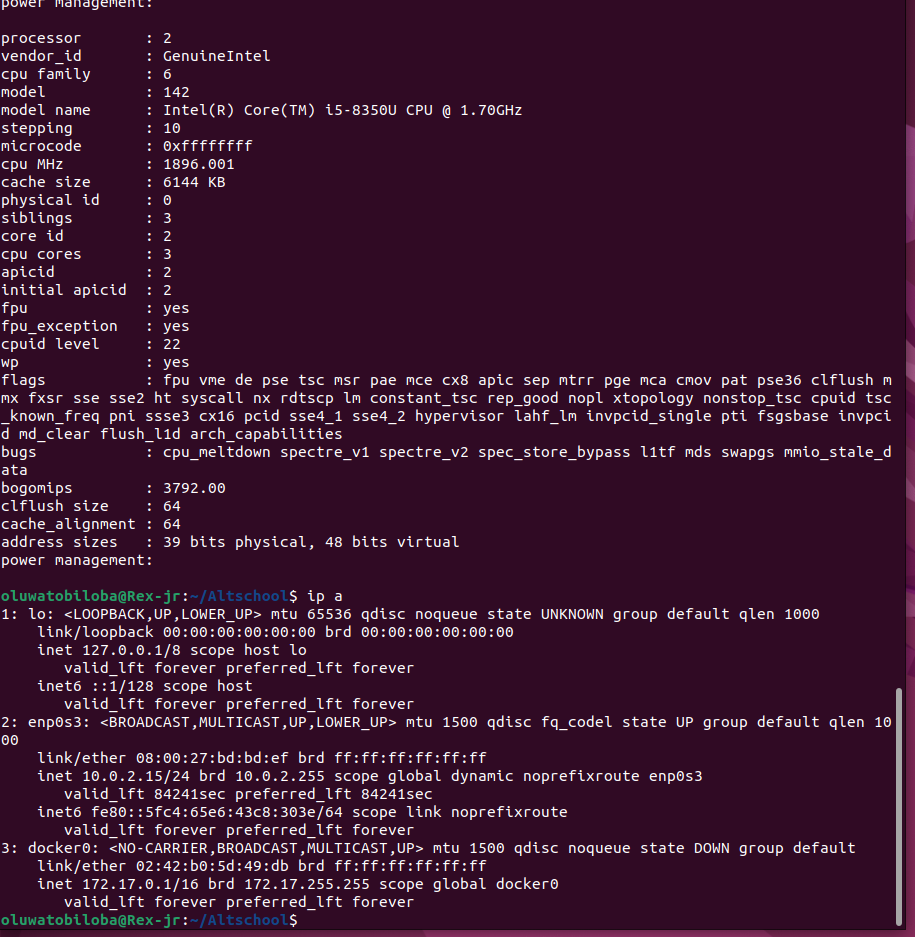 power management:

processor       : 2
vendor_id       : GenuineIntel
cpu family      : 6
model           : 142
model name      : Intel(R) Core(TM) i5-8350U CPU @ 1.70GHz
stepping        : 10
microcode       : 0xffffffff
cpu MHz         : 1896.001
cache size      : 6144 KB
physical id     : 0
siblings        : 3
core id         : 2
cpu cores       : 3
apicid          : 2
initial apicid  : 2
fpu             : yes
fpu_exception   : yes
cpuid level     : 22
wp              : yes
flags           : fpu vme de pse tsc msr pae mce cx8 apic sep mtrr pge mca cmov pat pse36 clflush m
mx fxsr sse sse2 ht syscall nx rdtscp lm constant_tsc rep_good nopl xtopology nonstop_tsc cpuid tsc
_known_freq pni ssse3 cx16 pcid sse4_1 sse4_2 hypervisor lahf_lm invpcid_single pti fsgsbase invpci
d md_clear flush_l1d arch_capabilities
bugs            : cpu_meltdown spectre_v1 spectre_v2 spec_store_bypass l1tf mds swapgs mmio_stale_d
ata
bogomips        : 3792.00
clflush size    : 64
cache_alignment : 64
address sizes   : 39 bits physical, 48 bits virtual
power management:

oluwatobiloba@Rex-jr:~/Altschool$ ip a
1: lo: <LOOPBACK,UP,LOWER_UP> mtu 65536 qdisc noqueue state UNKNOWN group default qlen 1000
    link/loopback 00:00:00:00:00:00 brd 00:00:00:00:00:00
    inet 127.0.0.1/8 scope host lo
       valid_lft forever preferred_lft forever
    inet6 ::1/128 scope host
       valid_lft forever preferred_lft forever
2: enp0s3: <BROADCAST,MULTICAST,UP,LOWER_UP> mtu 1500 qdisc fq_codel state UP group default qlen 10
00
    link/ether 08:00:27:bd:bd:ef brd ff:ff:ff:ff:ff:ff
    inet 10.0.2.15/24 brd 10.0.2.255 scope global dynamic noprefixroute enp0s3
       valid_lft 84241sec preferred_lft 84241sec
    inet6 fe80::5fc4:65e6:43c8:303e/64 scope link noprefixroute
       valid_lft forever preferred_lft forever
3: docker0: <NO-CARRIER,BROADCAST,MULTICAST,UP> mtu 1500 qdisc noqueue state DOWN group default
    link/ether 02:42:b0:5d:49:db brd ff:ff:ff:ff:ff:ff
    inet 172.17.0.1/16 brd 172.17.255.255 scope global docker0
       valid_lft forever preferred_lft forever
oluwatobiloba@Rex-jr:~/Altschool$